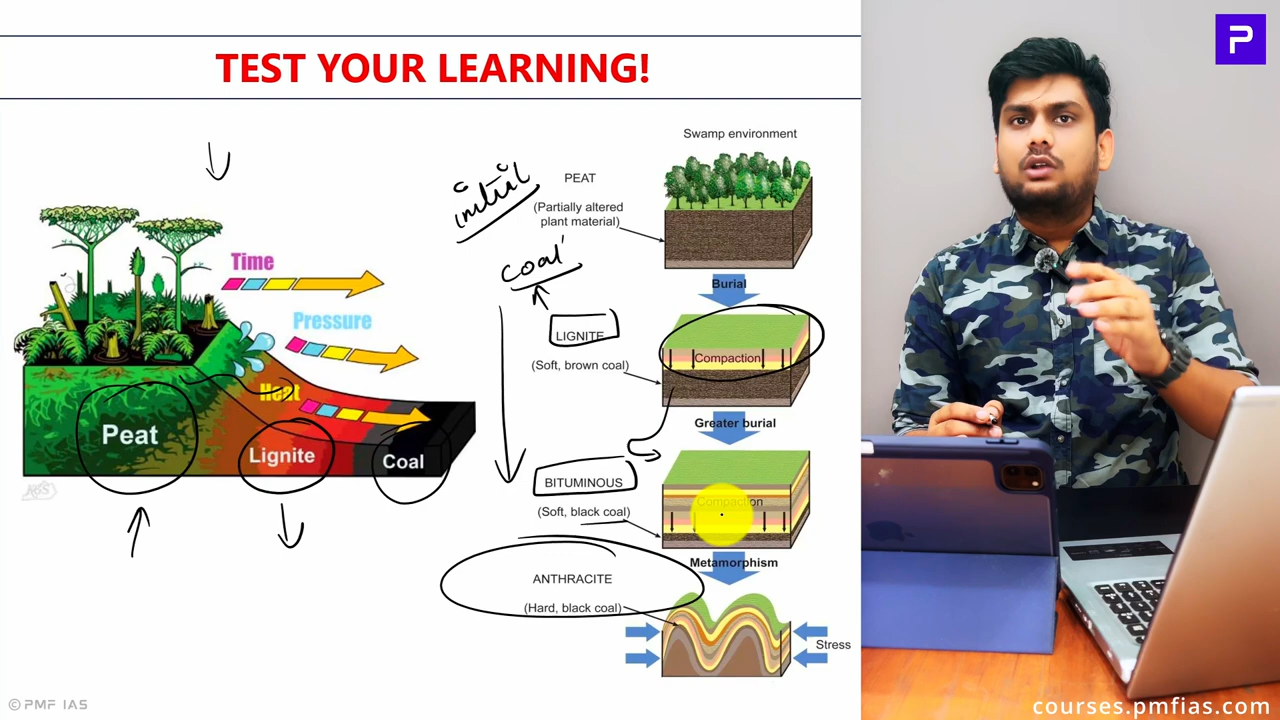 TEST YOUR LEARNING!
Time
Pressure
Heat
Peat
Lignite
Coal
Swamp environment
PEAT
(Partially altered
plant material)
initial
coal
Burial
LIGNITE
(Soft, brown coal)
Compaction
Greater burial
BITUMINOUS
(Soft, black coal)
Compaction
Metamorphism
ANTHRACITE
(Hard, black coal)
Stress
© PMF IAS
AGS
P
courses.pmfias.com